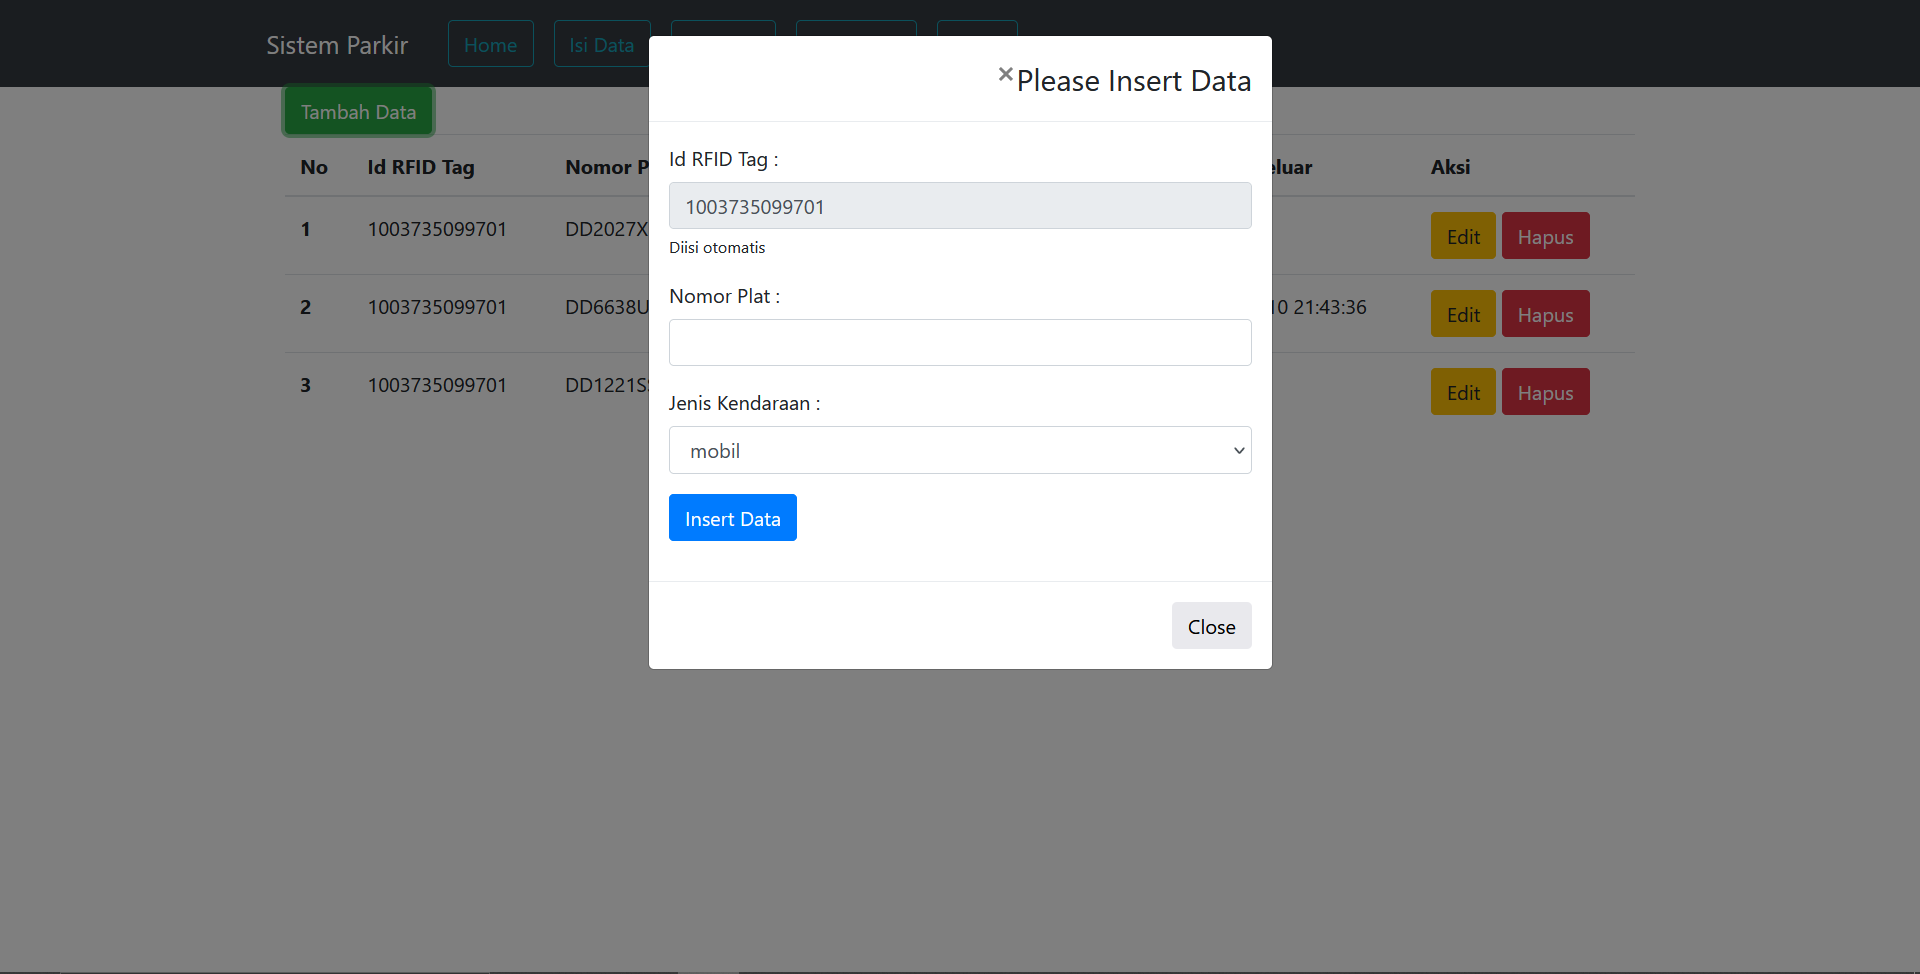 Sistem Parkir Home Isi Data
× Please Insert Data
Tambah Data
No Id RFID Tag Nomor P eluar Aksi
1 1003735099701 DD2027X Edit Hapus
2 1003735099701 DD6638U 10 21:43:36 Edit Hapus
3 1003735099701 DD1221S Edit Hapus
Id RFID Tag :
1003735099701
Diisi otomatis
Nomor Plat :
Jenis Kendaraan :
mobil
Insert Data
Close